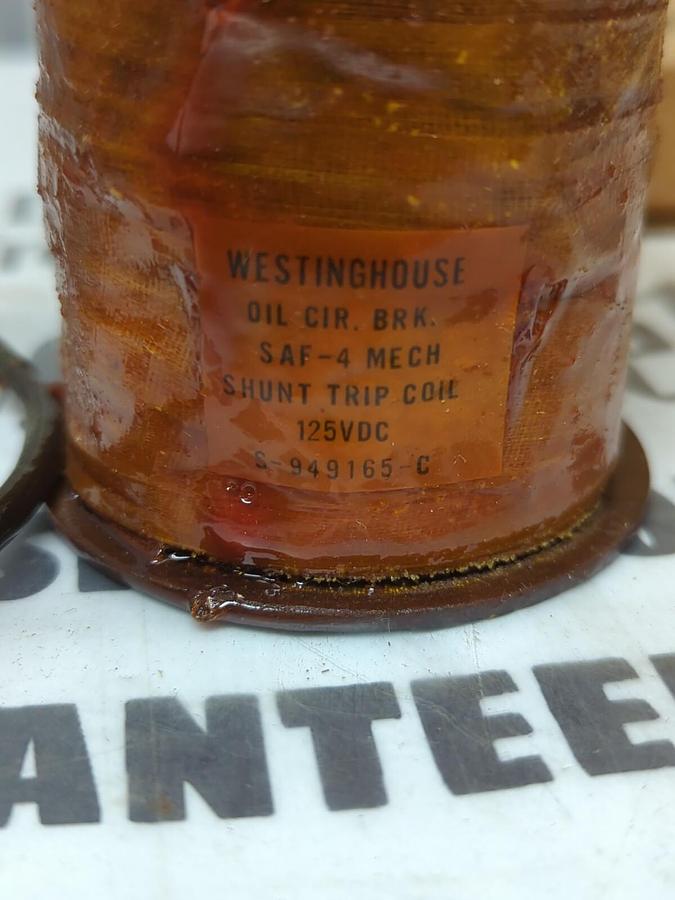 WESTINGHOUSE
OIL CIR. BRK.
SAF-4 MECH
SHUNT TRIP COIL
125VDC
S-949165-C
ANTEE